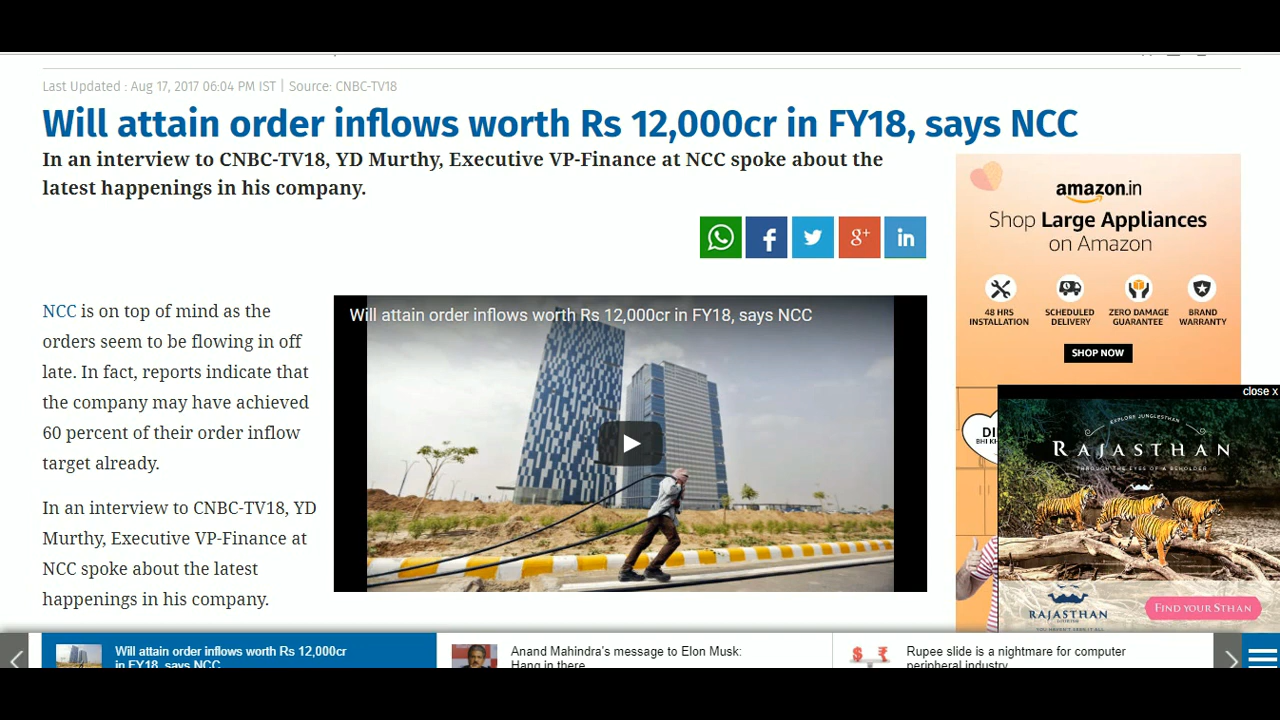 Last Updated : Aug 17, 2017 06:04 PM IST | Source: CNBC-TV18
Will attain order inflows worth Rs 12,000cr in FY18, says NCC
In an interview to CNBC-TV18, YD Murthy, Executive VP-Finance at NCC spoke about the
latest happenings in his company.
g+
in
NCC is on top of mind as the
orders seem to be flowing in off
late. In fact, reports indicate that
the company may have achieved
60 percent of their order inflow
target already.
In an interview to CNBC-TV18, YD
Murthy, Executive VP-Finance at
NCC spoke about the latest
happenings in his company.
Will attain order inflows worth Rs 12,000cr in FY18, says NCC
amazon.in
Shop Large Appliances
on Amazon
48 HRS
INSTALLATION
SCHEDULED
DELIVERY
ZERO DAMAGE
GUARANTEE
BRAND
WARRANTY
SHOP NOW
close x
EXPLORE JUNGLESTHAN
RAJASTHAN
THROUGH THE EYES OF A BEHOLDER
RAJASTHAN
FIND YOUR STHAN
Will attain order inflows worth Rs 12,000cr
in FY18, says NCC
Anand Mahindra's message to Elon Musk:
Hang in there
Rupee slide is a nightmare for computer
peripheral industry